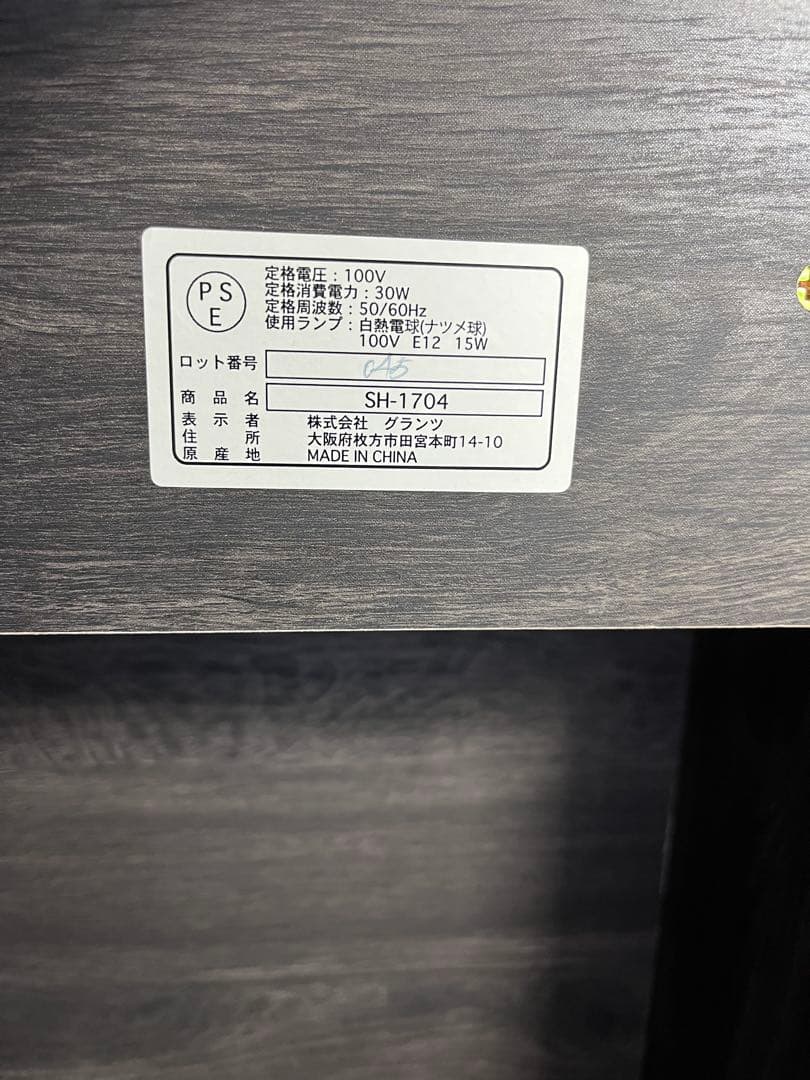 PS
E
定格電圧：100V
定格消費電力：30W
定格周波数：50/60Hz
使用ランプ：白熱電球(ナツメ球)
100V E12 15W
ロット番号 045
商品名 SH-1704
表示者 株式会社 グランツ
住所 大阪府枚方市田宮本町14-10
原産地 MADE IN CHINA